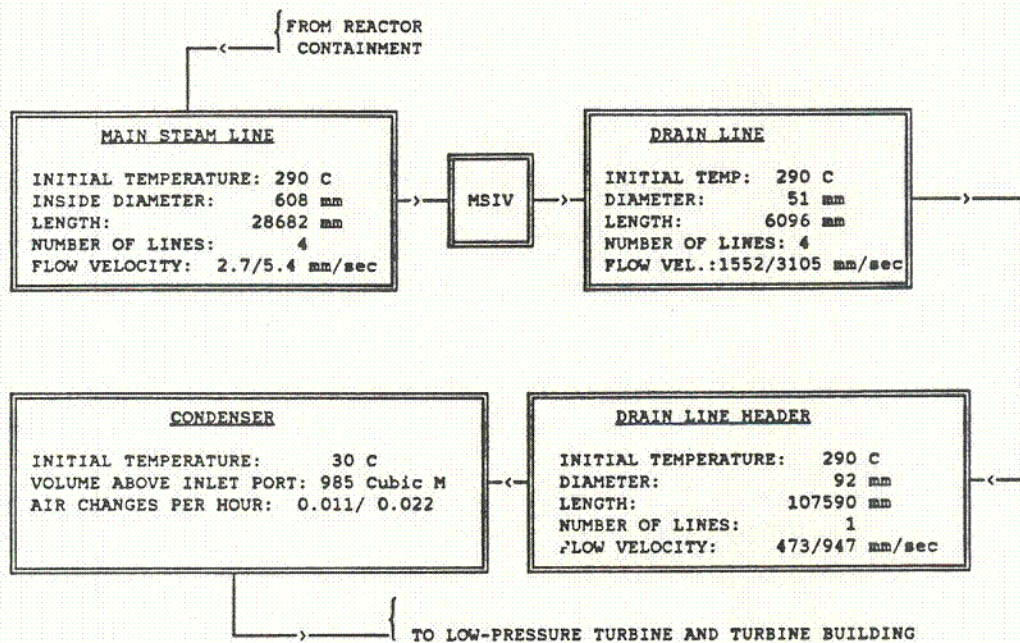 FROM REACTOR
CONTAINMENT
MAIN STEAM LINE
INITIAL TEMPERATURE: 290 C
INSIDE DIAMETER: 608 mm
LENGTH: 28682 mm
NUMBER OF LINES: 4
FLOW VELOCITY: 2.7/5.4 mm/sec
MSIV
DRAIN LINE
INITIAL TEMP: 290 C
DIAMETER: 51 mm
LENGTH: 6096 mm
NUMBER OF LINES: 4
FLOW VEL.:1552/3105 mm/sec
CONDENSER
INITIAL TEMPERATURE: 30 C
VOLUME ABOVE INLET PORT: 985 Cubic M
AIR CHANGES PER HOUR: 0.011/ 0.022
DRAIN LINE HEADER
INITIAL TEMPERATURE: 290 C
DIAMETER: 92 mm
LENGTH: 107590 mm
NUMBER OF LINES: 1
FLOW VELOCITY: 473/947 mm/sec
TO LOW-PRESSURE TURBINE AND TURBINE BUILDING